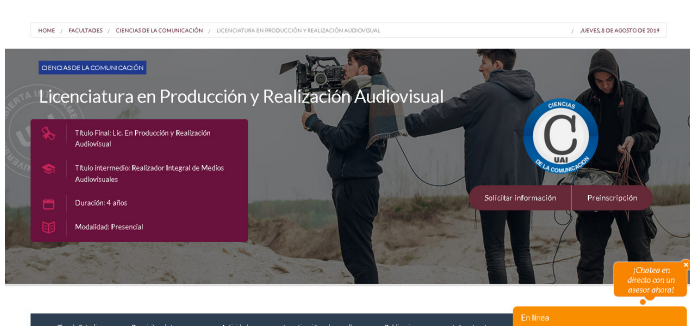 HOME / FACULTADES / CIENCIAS DE LA COMUNICACIÓN / LICENCIATURA EN PRODUCCIÓN Y REALIZACIÓN AUDIOVISUAL / JUEVES, 8 DE AGOSTO DE 2019
CIENCIAS DE LA COMUNICACIÓN
Licenciatura en Producción y Realización Audiovisual
Título Final: Lic. En Producción y Realización
Audiovisual
Título intermedio: Realizador Integral de Medios
Audiovisuales
Duración: 4 años
Modalidad: Presencial
CIENCIAS
C
UAI
DE LA COMUNICACIÓN
Solicitar información
Preinscripción
¡Chatea en
directo con un
asesor ahora!
En línea